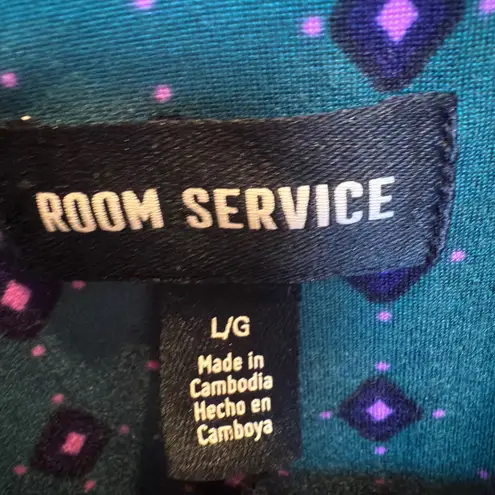 ROOM SERVICE
L/G
Made in
Cambodia
Hecho en
Camboya